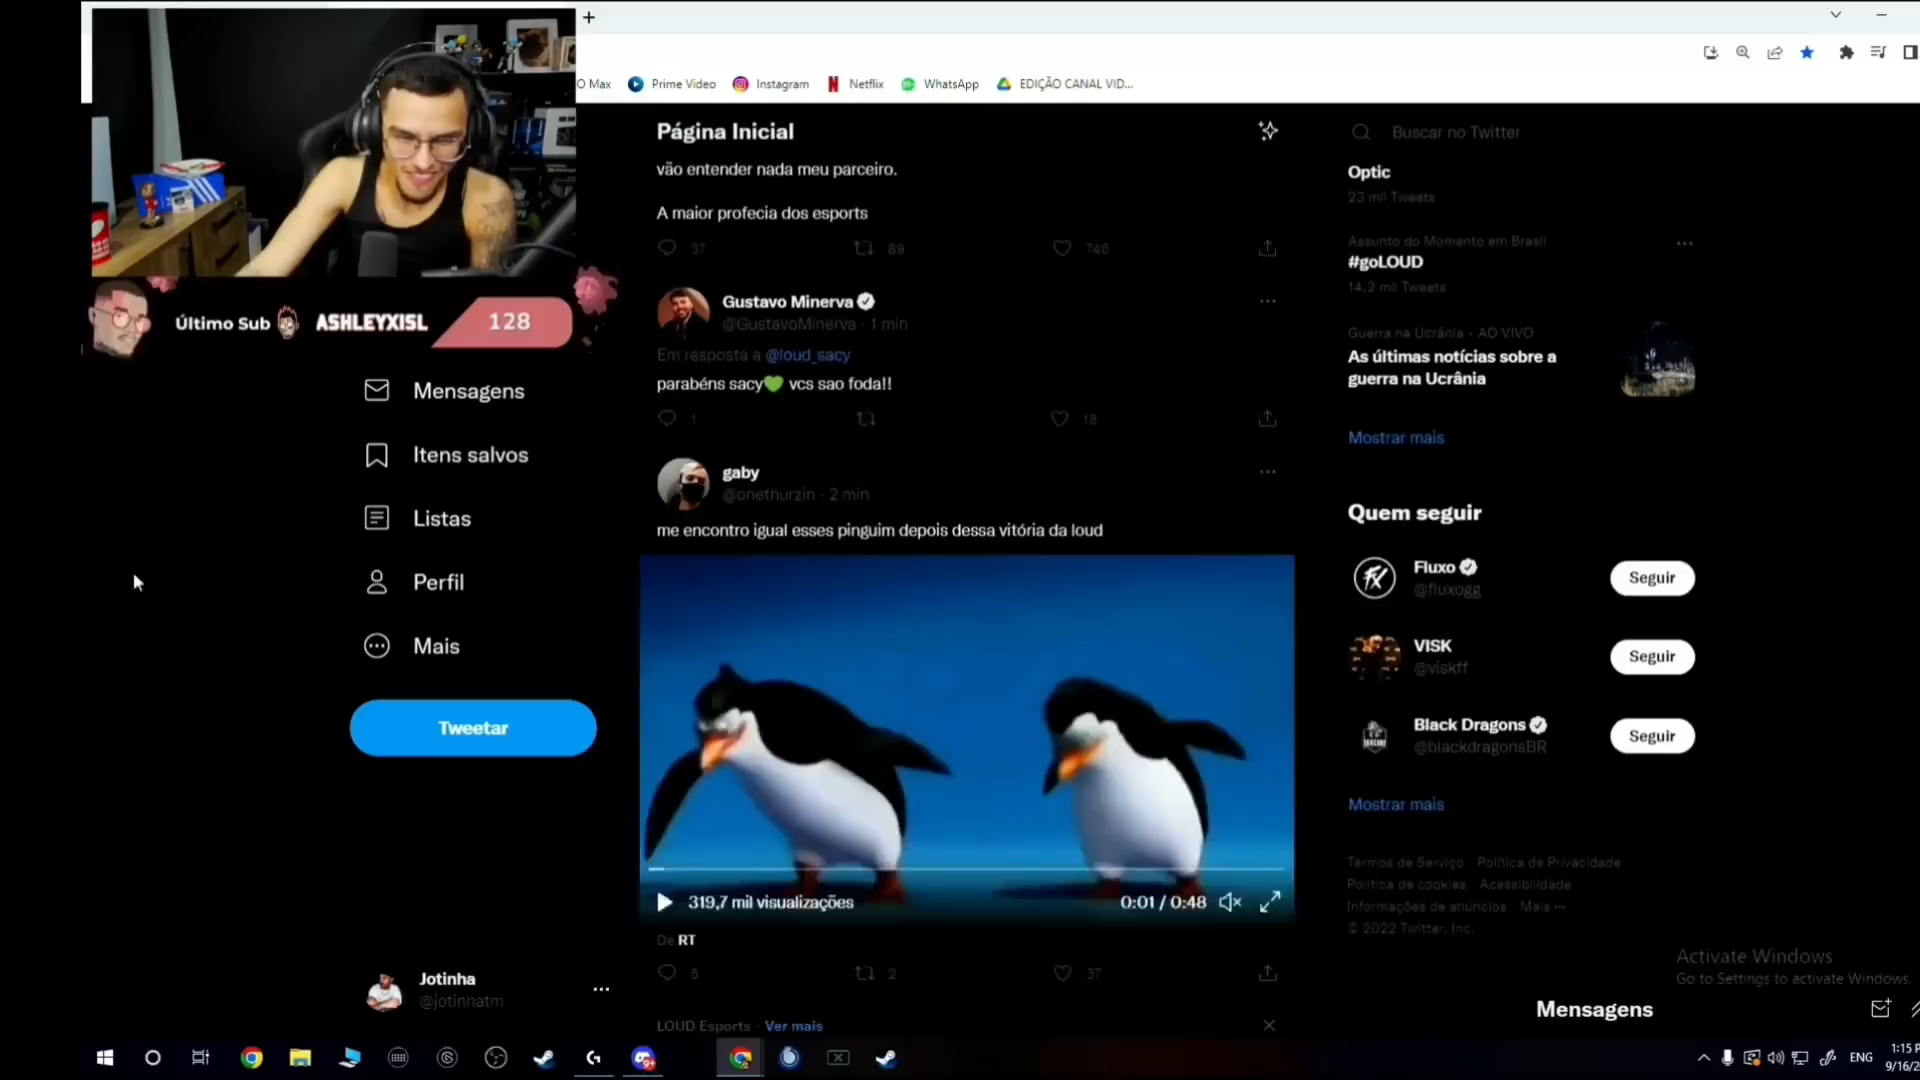 O Max
Prime Video
Instagram
Netflix
WhatsApp
EDIÇÃO CANAL VID...
Último Sub
ASHLEYXISL
128
Mensagens
Itens salvos
Listas
Perfil
Mais
Tweetar
Jotinha
@jotinnatm
Página Inicial
vão entender nada meu parceiro.
A maior profecia dos esports
37 89 746
Gustavo Minerva
@GustavoMinerva · 1 min
Em resposta a @loud_sacy
parabéns sacy💚 vcs sao foda!!
1 18
gaby
@onethurzin · 2 min
me encontro igual esses pinguim depois dessa vitória da loud
319,7 mil visualizações
0:01 / 0:48
De RT
5 2 37
LOUD Esports · Ver mais
Buscar no Twitter
Optic
23 mil Tweets
Assunto do Momento em Brasil
#goLOUD
14,2 mil Tweets
Guerra na Ucrânia · AO VIVO
As últimas notícias sobre a
guerra na Ucrânia
Mostrar mais
Quem seguir
Fluxo
@fluxogg
Seguir
VISK
@viskff
Seguir
Black Dragons
@blackdragonsBR
Seguir
Mostrar mais
Termos de Serviço Política de Privacidade
Política de cookies Acessibilidade
Informações de anúncios Mais ···
© 2022 Twitter, Inc.
Activate Windows
Go to Settings to activate Windows.
Mensagens
9+
ENG
1:15 P
9/16/2